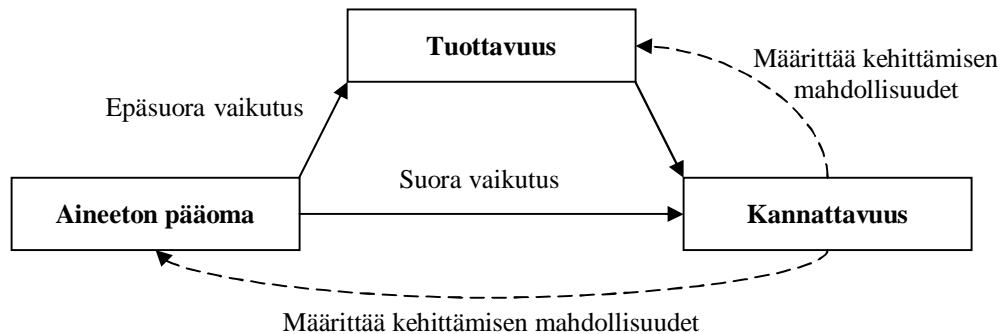 Tuottavuus
Määrittää kehittämisen
mahdollisuudet
Epäsuora vaikutus
Suora vaikutus
Aineeton pääoma
Kannattavuus
Määrittää kehittämisen mahdollisuudet